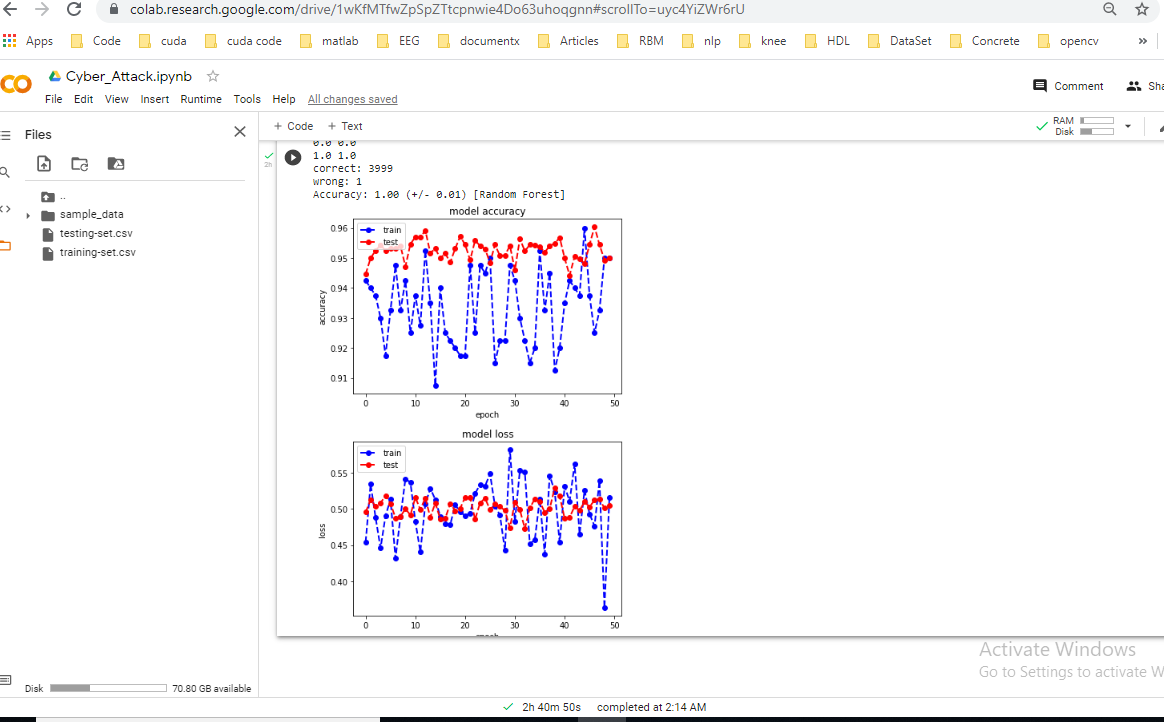 colab.research.google.com/drive/1wKfMTfwZpSpZTtcpnwie4Do63uhoqgnn#scrollTo=uyc4YiZWr6rU
Apps Code cuda cuda code matlab EEG documentx Articles RBM nlp knee HDL DataSet Concrete opencv »
CO Cyber_Attack.ipynb
File Edit View Insert Runtime Tools Help All changes saved
Comment Sha
Files
+ Code + Text
RAM
Disk
..
sample_data
testing-set.csv
training-set.csv
2h
0.0 0.0
1.0 1.0
correct: 3999
wrong: 1
Accuracy: 1.00 (+/- 0.01) [Random Forest]
model accuracy
train
test
0.96
0.95
0.94
0.93
0.92
0.91
accuracy
0 10 20 30 40 50
epoch
model loss
train
test
0.55
0.50
0.45
0.40
loss
0 10 20 30 40 50
epoch
Activate Windows
Go to Settings to activate W
Disk 70.80 GB available
2h 40m 50s completed at 2:14 AM